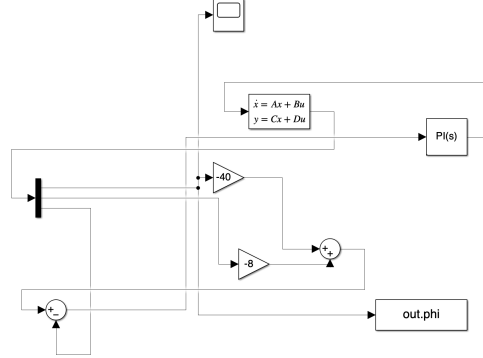 ẋ = Ax + Bu
y = Cx + Du
PI(s)
-40
+
+
-8
+
−
out.phi